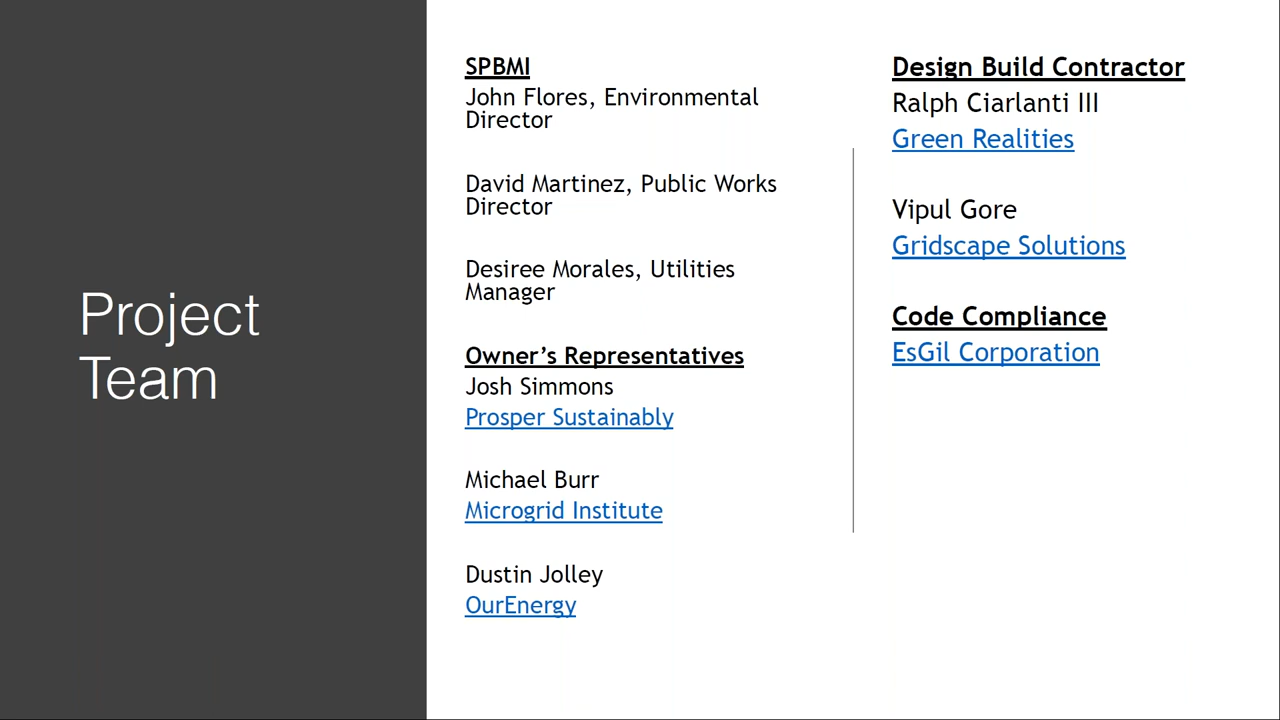 Project
Team
SPBMI
John Flores, Environmental
Director
David Martinez, Public Works
Director
Desiree Morales, Utilities
Manager
Owner’s Representatives
Josh Simmons
Prosper Sustainably
Michael Burr
Microgrid Institute
Dustin Jolley
OurEnergy
Design Build Contractor
Ralph Ciarlanti III
Green Realities
Vipul Gore
Gridscape Solutions
Code Compliance
EsGil Corporation